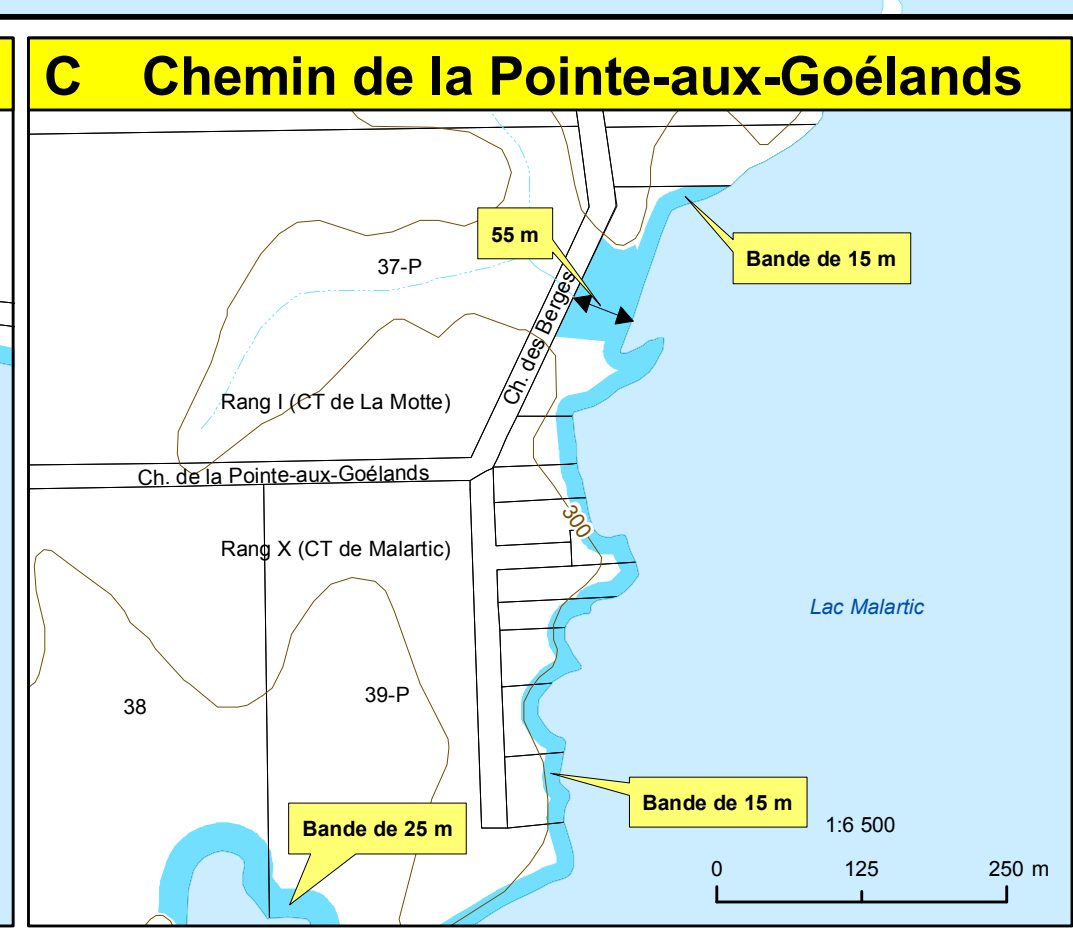 C Chemin de la Pointe-aux-Goélands
55 m
Bande de 15 m
37-P
Ch. des Berges
Rang I (CT de La Motte)
Ch. de la Pointe-aux-Goélands
300
Rang X (CT de Malartic)
Lac Malartic
38
39-P
Bande de 15 m
Bande de 25 m
1:6 500
0 125 250 m